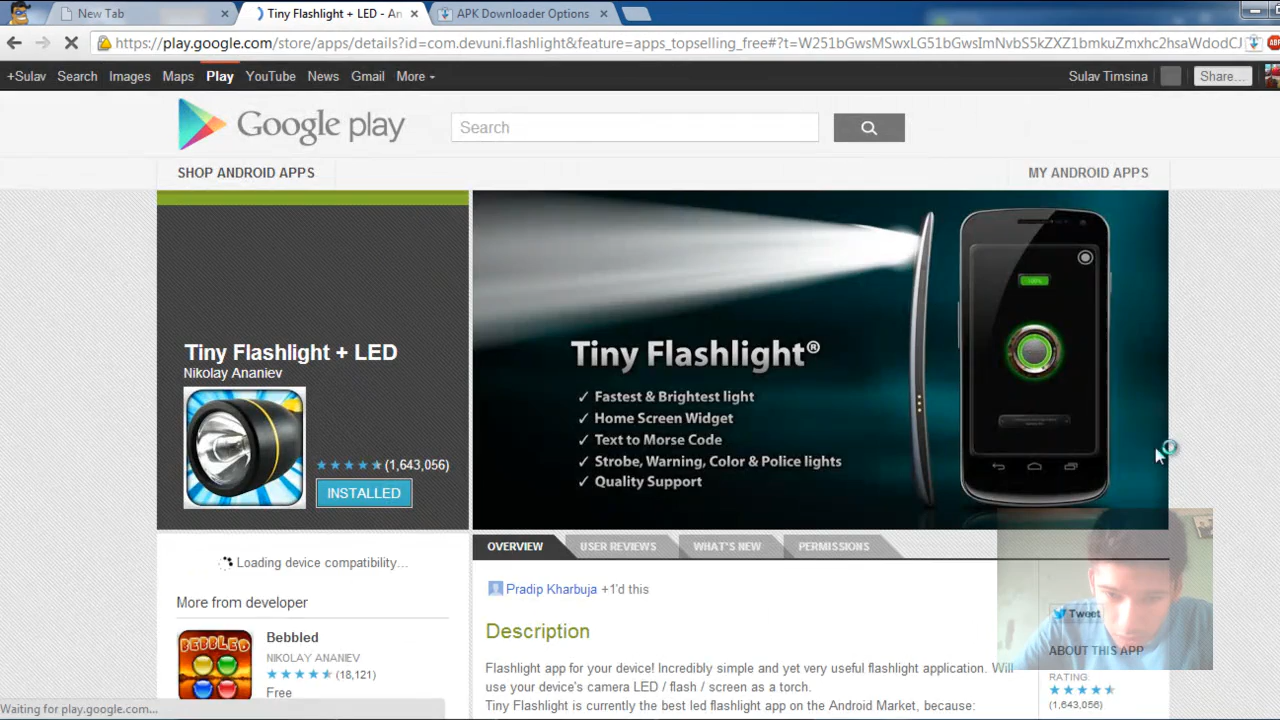 New Tab
Tiny Flashlight + LED - An
APK Downloader Options
https://play.google.com/store/apps/details?id=com.devuni.flashlight&feature=apps_topselling_free#?t=W251bGwsMSwxLG51bGwsImNvbS5kZXZ1bmkuZmxhc2hsaWdodCJ
ABP
+Sulav Search Images Maps Play YouTube News Gmail More
Sulav Timsina Share...
Google play
Search
SHOP ANDROID APPS
MY ANDROID APPS
Tiny Flashlight + LED
Nikolay Ananiev
(1,643,056)
INSTALLED
Tiny Flashlight®
✓ Fastest & Brightest light
✓ Home Screen Widget
✓ Text to Morse Code
✓ Strobe, Warning, Color & Police lights
✓ Quality Support
Loading device compatibility...
More from developer
BEBBLED
Bebbled
NIKOLAY ANANIEV
(18,121)
Free
OVERVIEW USER REVIEWS WHAT'S NEW PERMISSIONS
Pradip Kharbuja +1'd this
Description
Flashlight app for your device! Incredibly simple and yet very useful flashlight application. Will
use your device's camera LED / flash / screen as a torch.
Tiny Flashlight is currently the best led flashlight app on the Android Market, because:
Tweet
ABOUT THIS APP
RATING:
(1,643,056)
Waiting for play.google.com...